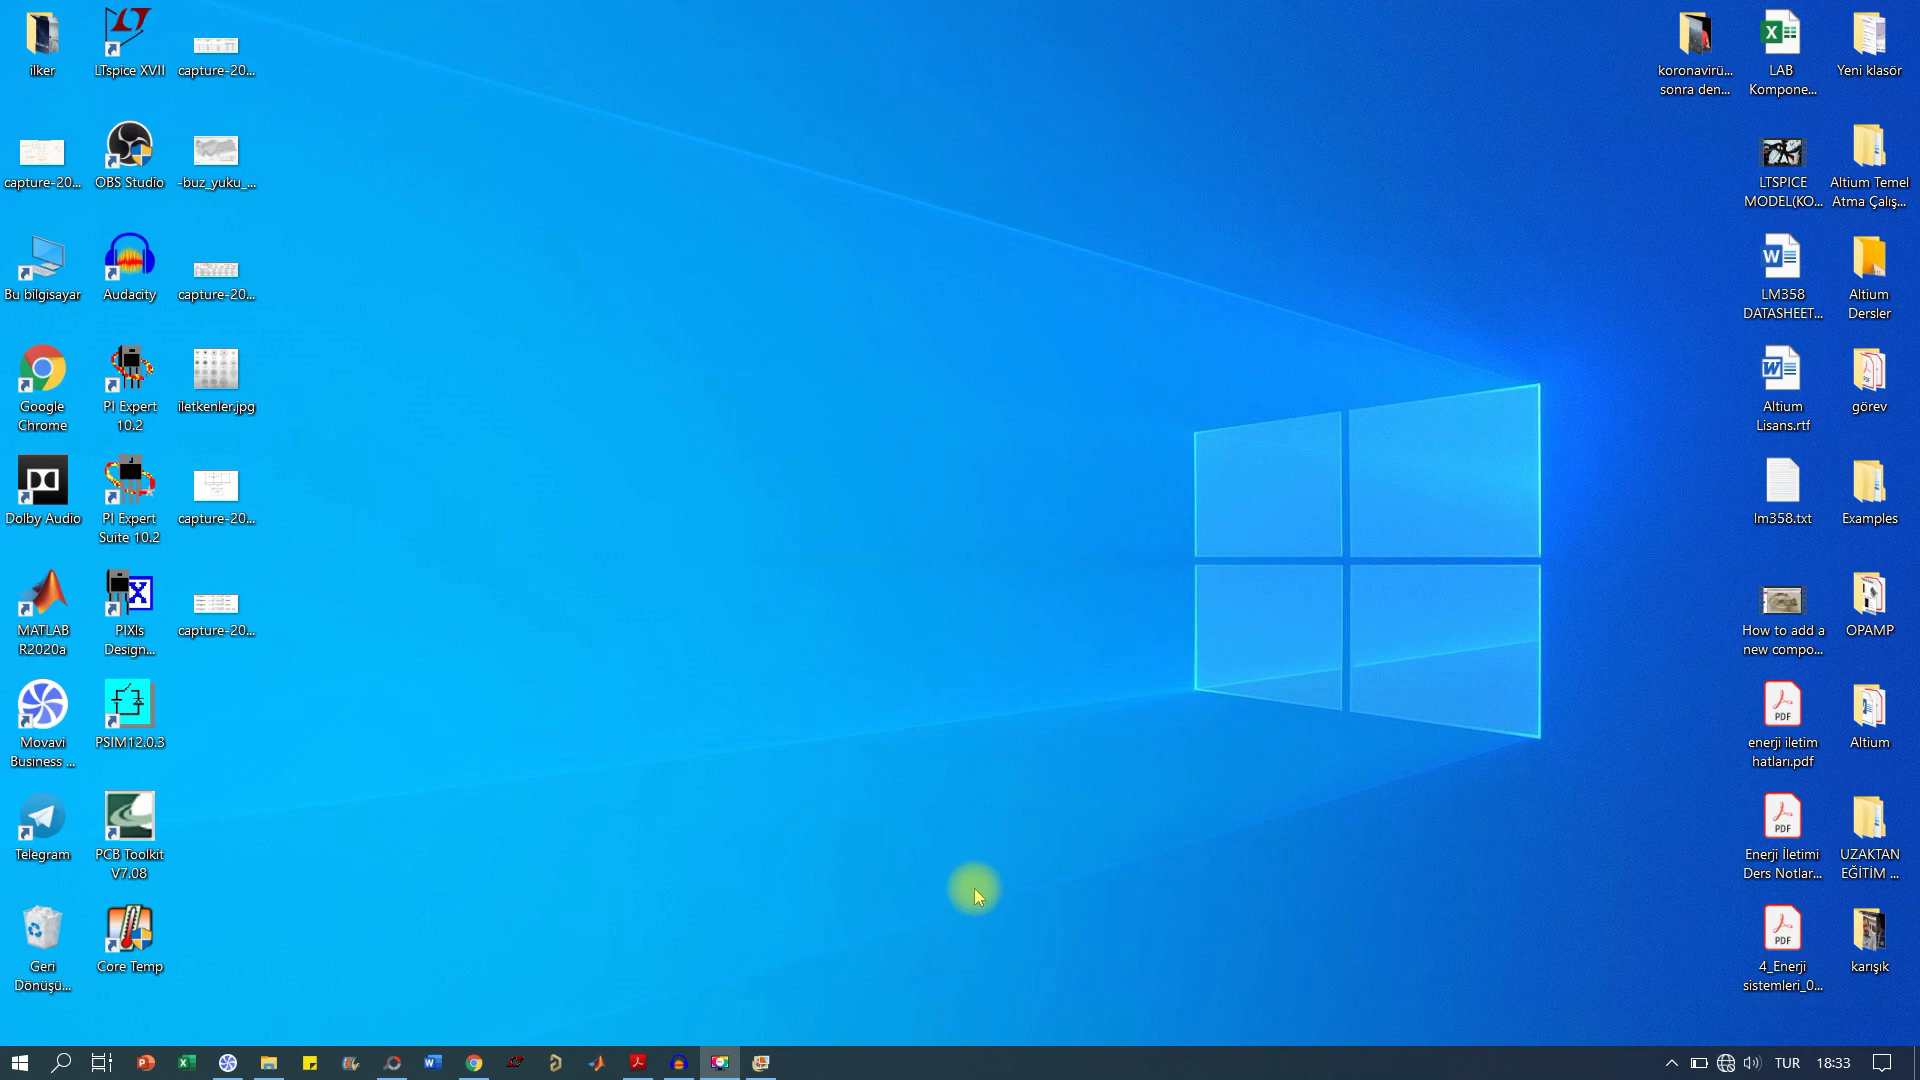 ilker
LTspice XVII
capture-20...
capture-20...
OBS Studio
-buz_yuku_...
Bu bilgisayar
Audacity
capture-20...
Google
Chrome
PI Expert
10.2
iletkenler.jpg
Dolby Audio
PI Expert
Suite 10.2
capture-20...
MATLAB
R2020a
PIXls
Design...
capture-20...
Movavi
Business ...
PSIM12.0.3
Telegram
PCB Toolkit
V7.08
Geri
Dönüşü...
Core Temp
koronavirü...
sonra den...
LAB
Kompone...
Yeni klasör
LTSPICE
MODEL(KO...
Altium Temel
Atma Çalış...
LM358
DATASHEET...
Altium
Dersler
Altium
Lisans.rtf
görev
lm358.txt
Examples
How to add a
new compo...
OPAMP
PDF
enerji iletim
hatları.pdf
Altium
PDF
Enerji İletimi
Ders Notlar...
UZAKTAN
EĞİTİM ...
PDF
4_Enerji
sistemleri_0...
karışık
TUR
18:33